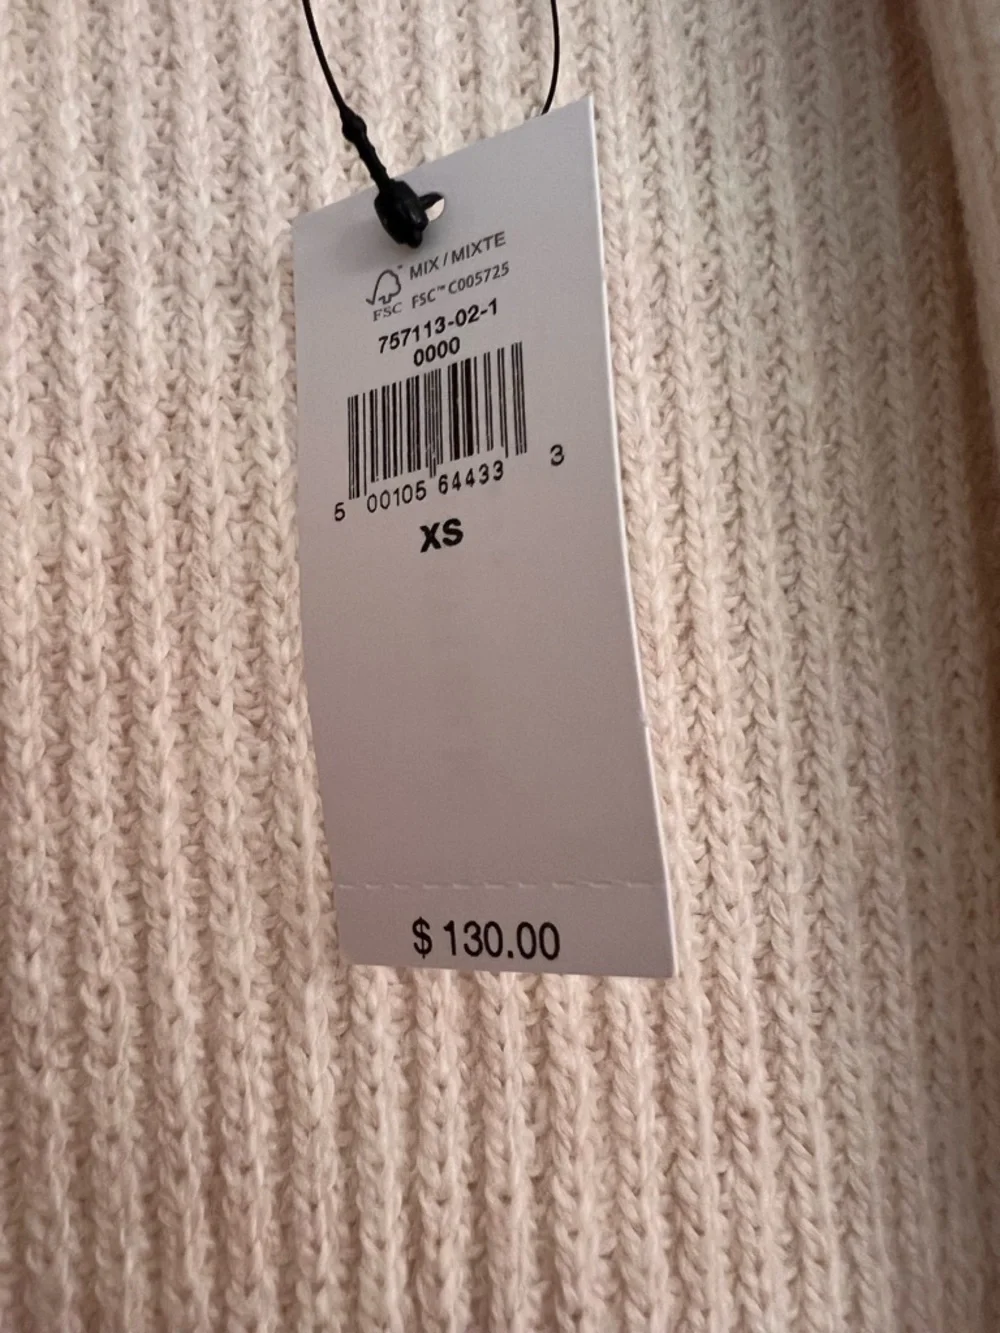 MIX / MIXTE
FSC™ C005725
FSC
757113-02-1
0000
5 00105 64433 3
XS
$ 130.00